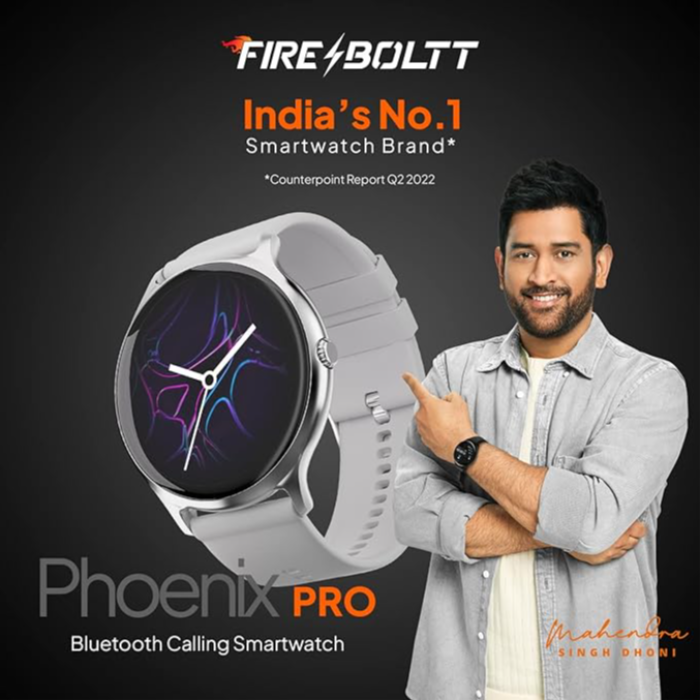 FIRE BOLTT
India's No.1
Smartwatch Brand*
*Counterpoint Report Q2 2022
Phoenix PRO
Bluetooth Calling Smartwatch
Mahendra
SINGH DHONI